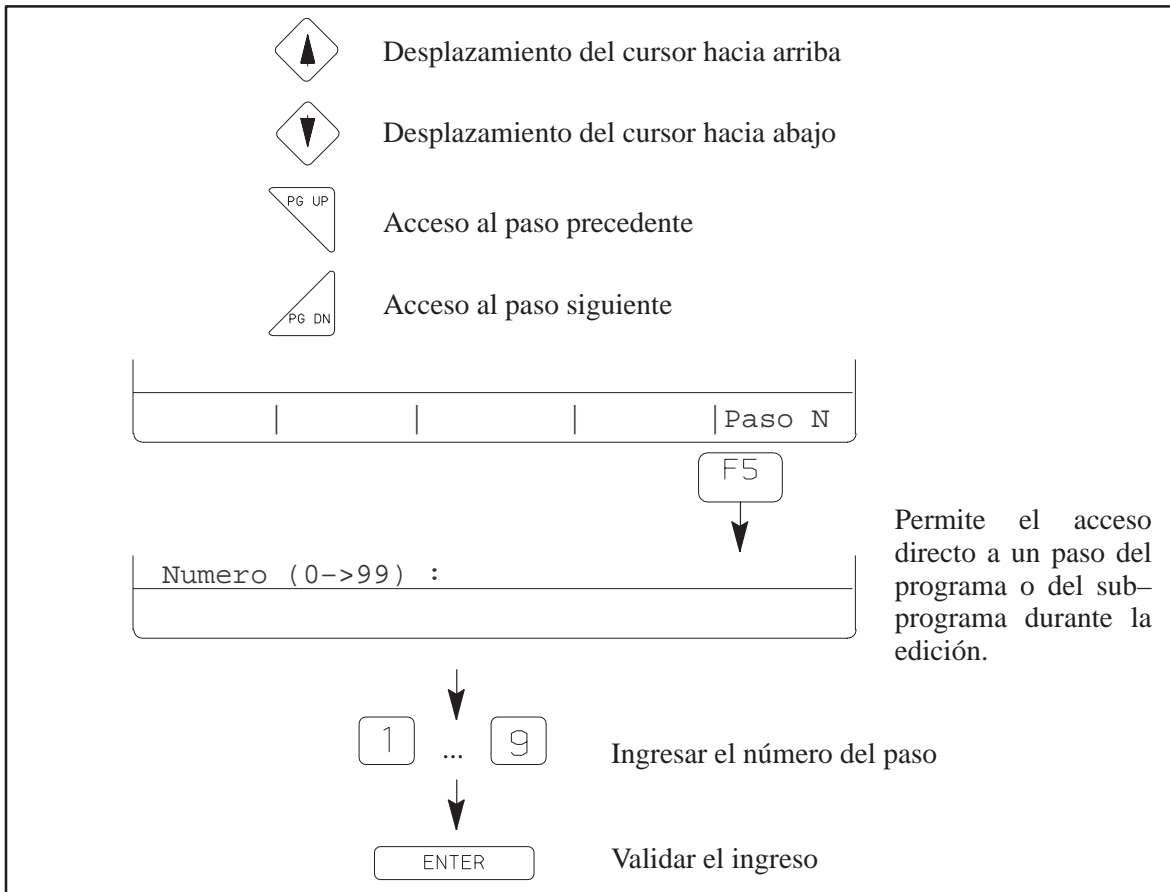 Desplazamiento del cursor hacia arriba
Desplazamiento del cursor hacia abajo
PG UP
Acceso al paso precedente
PG DN
Acceso al paso siguiente
| | | |Paso N
F5
Numero (0->99) :
Permite el acceso
directo a un paso del
programa o del sub-
programa durante la
edición.
1 ... 9
Ingresar el número del paso
ENTER
Validar el ingreso